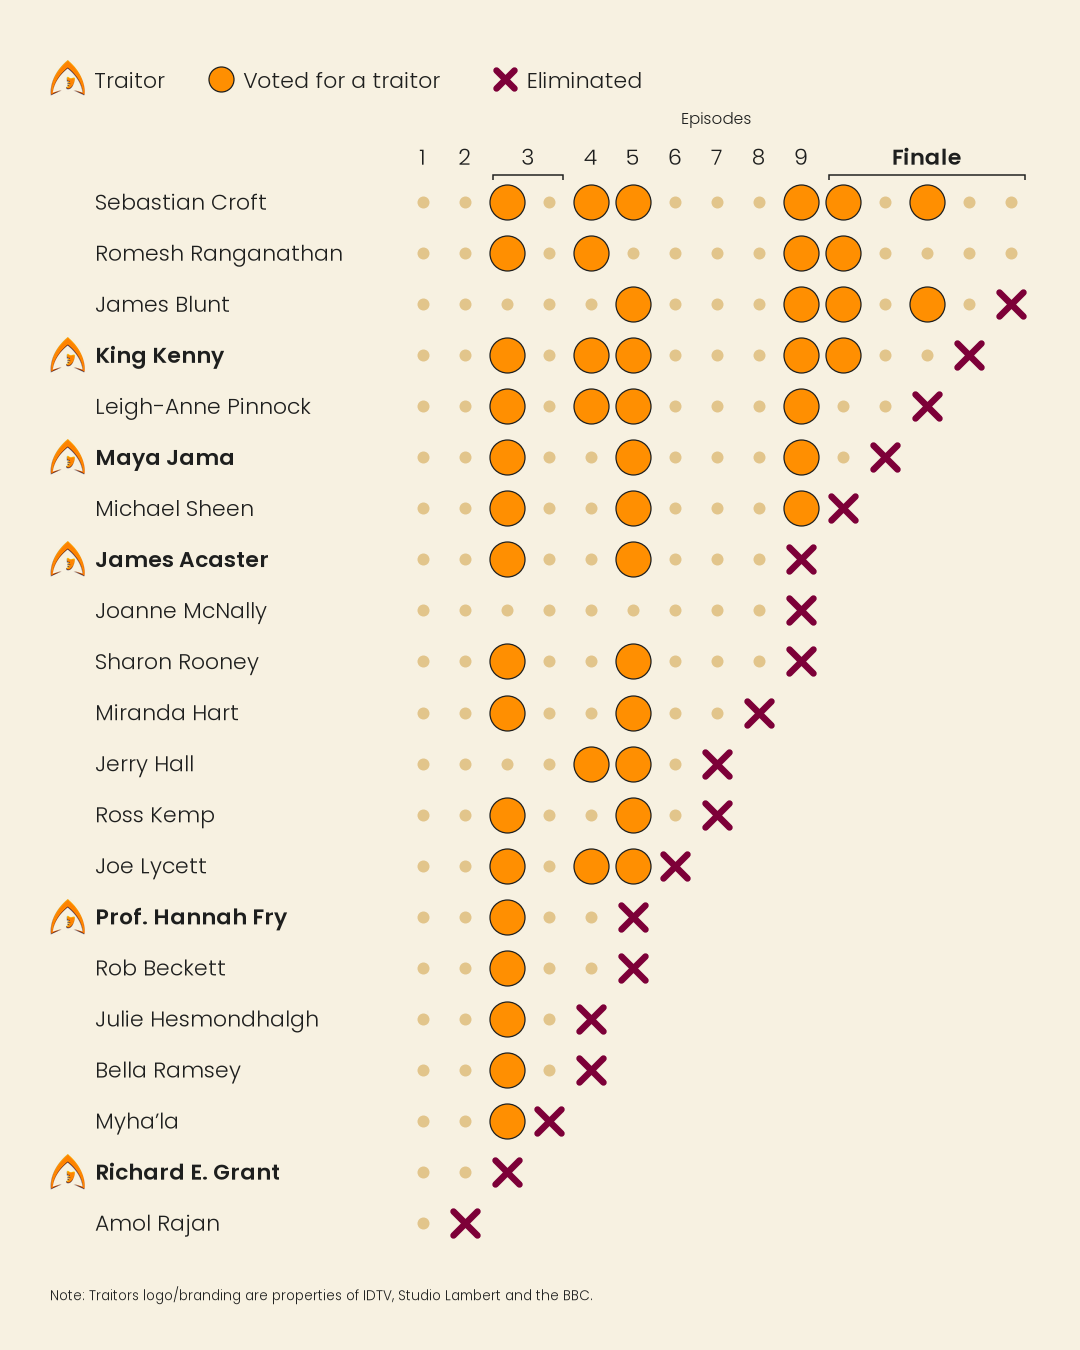 Traitor Voted for a traitor Eliminated
Episodes
1 2 3 4 5 6 7 8 9 Finale
Sebastian Croft
Romesh Ranganathan
James Blunt
King Kenny
Leigh-Anne Pinnock
Maya Jama
Michael Sheen
James Acaster
Joanne McNally
Sharon Rooney
Miranda Hart
Jerry Hall
Ross Kemp
Joe Lycett
Prof. Hannah Fry
Rob Beckett
Julie Hesmondhalgh
Bella Ramsey
Myha’la
Richard E. Grant
Amol Rajan
Note: Traitors logo/branding are properties of IDTV, Studio Lambert and the BBC.